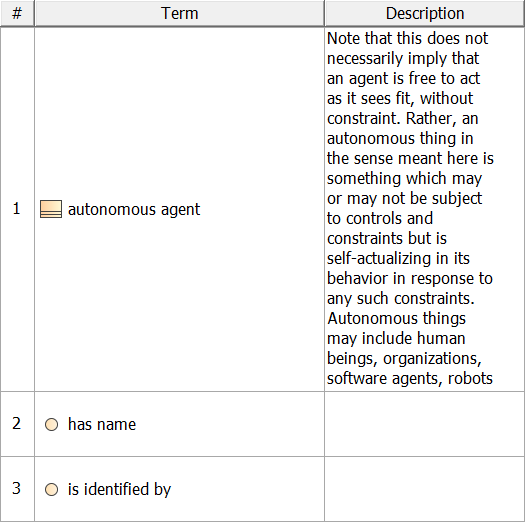 # Term Description
1 autonomous agent
Note that this does not
necessarily imply that
an agent is free to act
as it sees fit, without
constraint. Rather, an
autonomous thing in
the sense meant here is
something which may
or may not be subject
to controls and
constraints but is
self-actualizing in its
behavior in response to
any such constraints.
Autonomous things
may include human
beings, organizations,
software agents, robots
2 has name
3 is identified by